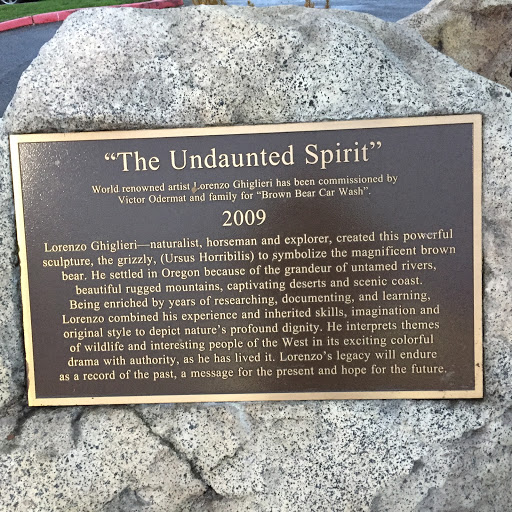 “The Undaunted Spirit”
World renowned artist Lorenzo Ghiglieri has been commissioned by
Victor Odermat and family for “Brown Bear Car Wash”.
2009
Lorenzo Ghiglieri—naturalist, horseman and explorer, created this powerful
sculpture, the grizzly, (Ursus Horribilis) to symbolize the magnificent brown
bear. He settled in Oregon because of the grandeur of untamed rivers,
beautiful rugged mountains, captivating deserts and scenic coast.
Being enriched by years of researching, documenting, and learning,
Lorenzo combined his experience and inherited skills, imagination and
original style to depict nature’s profound dignity. He interprets themes
of wildlife and interesting people of the West in its exciting colorful
drama with authority, as he has lived it. Lorenzo’s legacy will endure
as a record of the past, a message for the present and hope for the future.